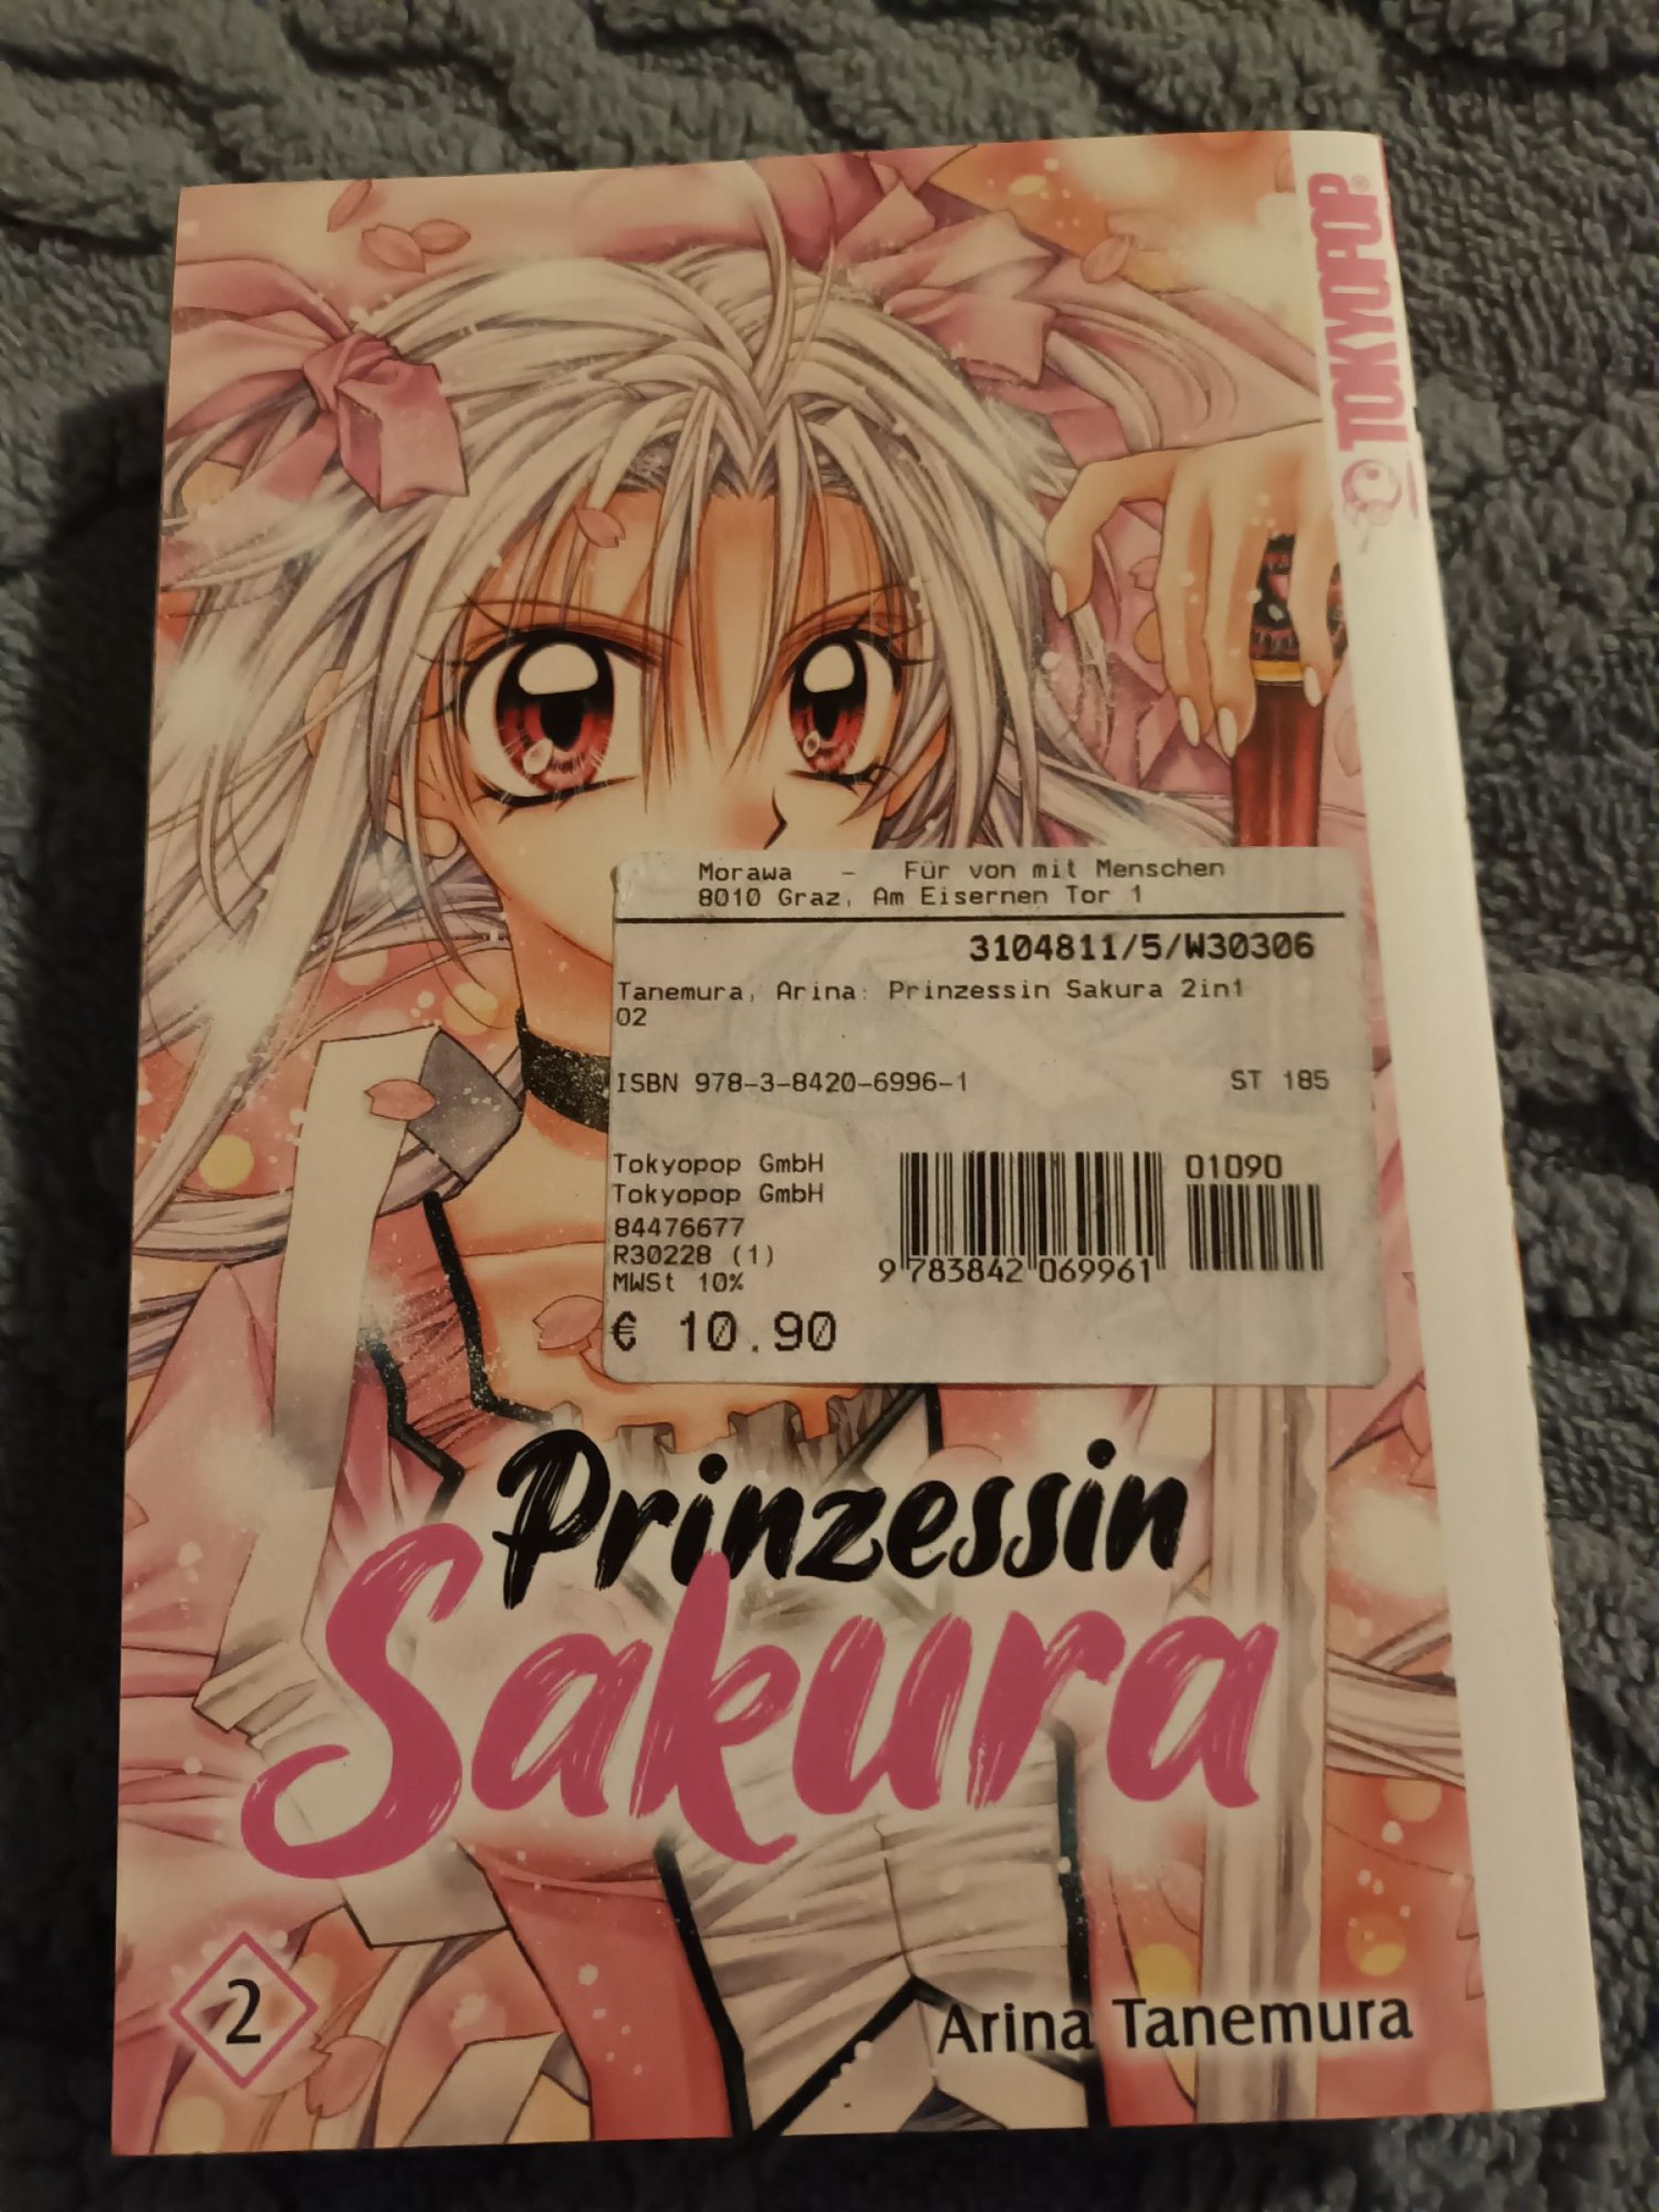 TOKYOPOP®
Morawa – Für von mit Menschen
8010 Graz, Am Eisernen Tor 1
3104811/5/W30306
Tanemura, Arina: Prinzessin Sakura 2in1
02
ISBN 978-3-8420-6996-1 ST 185
Tokyopop GmbH
Tokyopop GmbH
84476677
R30228 (1)
MWSt 10%
€ 10.90
01090
9 783842 069961
Prinzessin
Sakura
2
Arina Tanemura